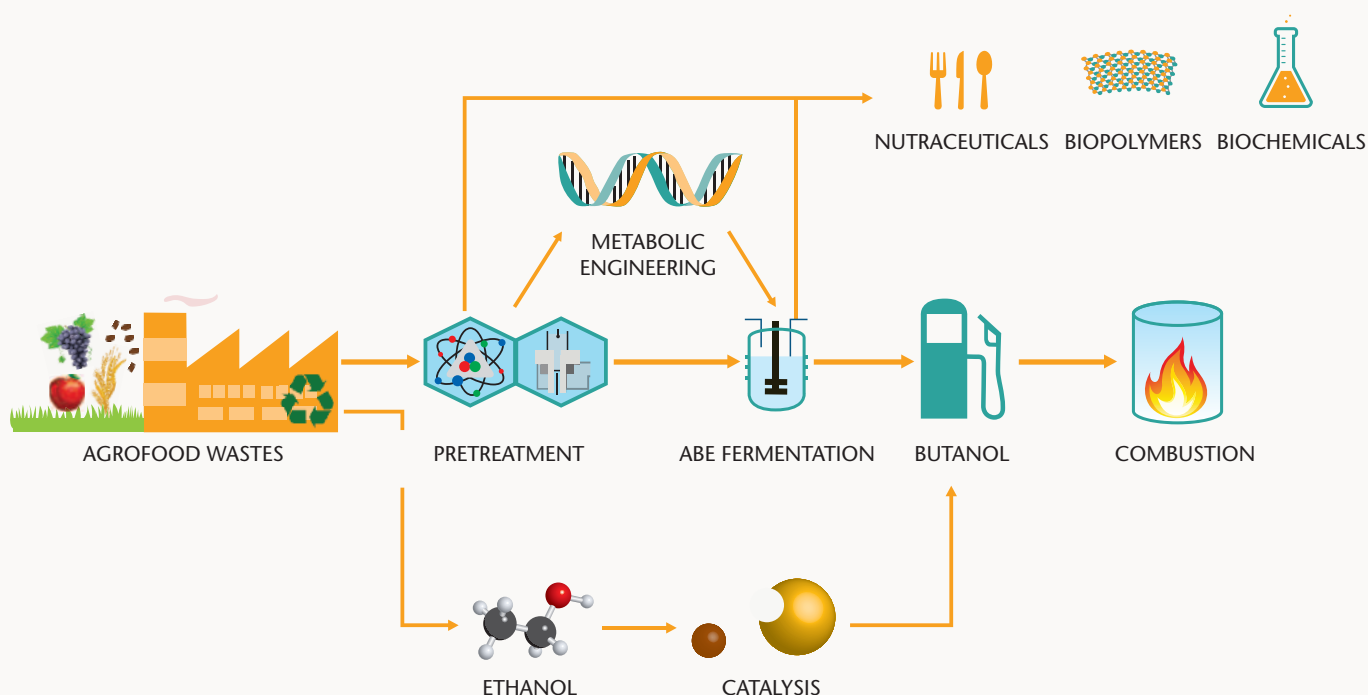 NUTRACEUTICALS BIOPOLYMERS BIOCHEMICALS
METABOLIC
ENGINEERING
AGROFOOD WASTES PRETREATMENT ABE FERMENTATION BUTANOL COMBUSTION
ETHANOL CATALYSIS